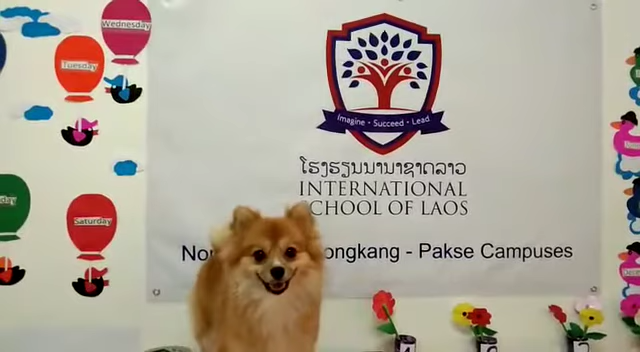 Wednesday
Tuesday
Saturday
Imagine • Succeed • Lead
ໂຮງຮຽນນານາຊາດລາວ
INTERNATIONAL
SCHOOL OF LAOS
ongkang - Pakse Campuses